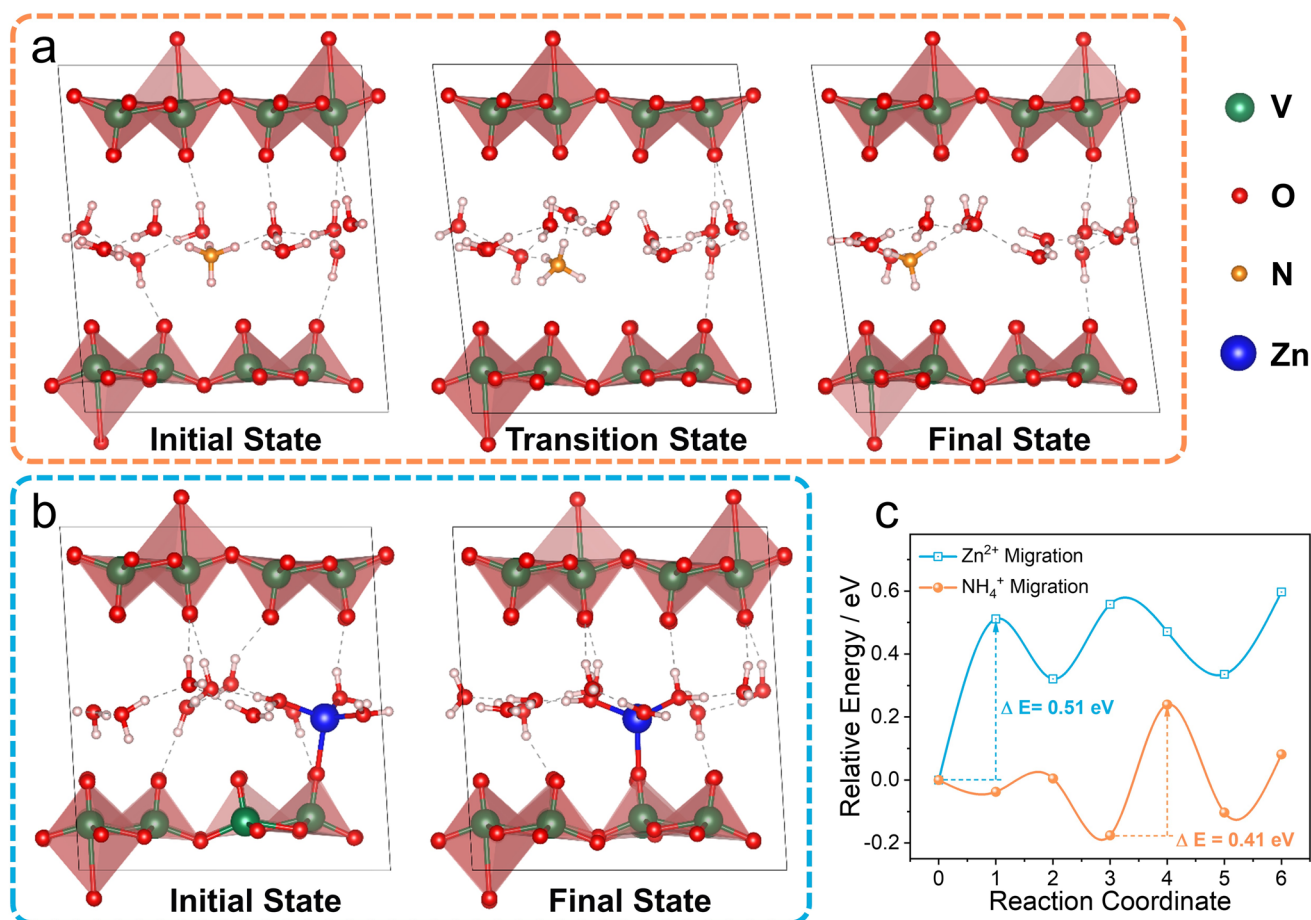 a
V
O
N
Zn
Initial State
Transition State
Final State
b
Initial State
Final State
c
Zn²⁺ Migration
NH₄⁺ Migration
Δ E= 0.51 eV
Δ E = 0.41 eV
Relative Energy / eV
0.6
0.4
0.2
0.0
-0.2
0 1 2 3 4 5 6
Reaction Coordinate